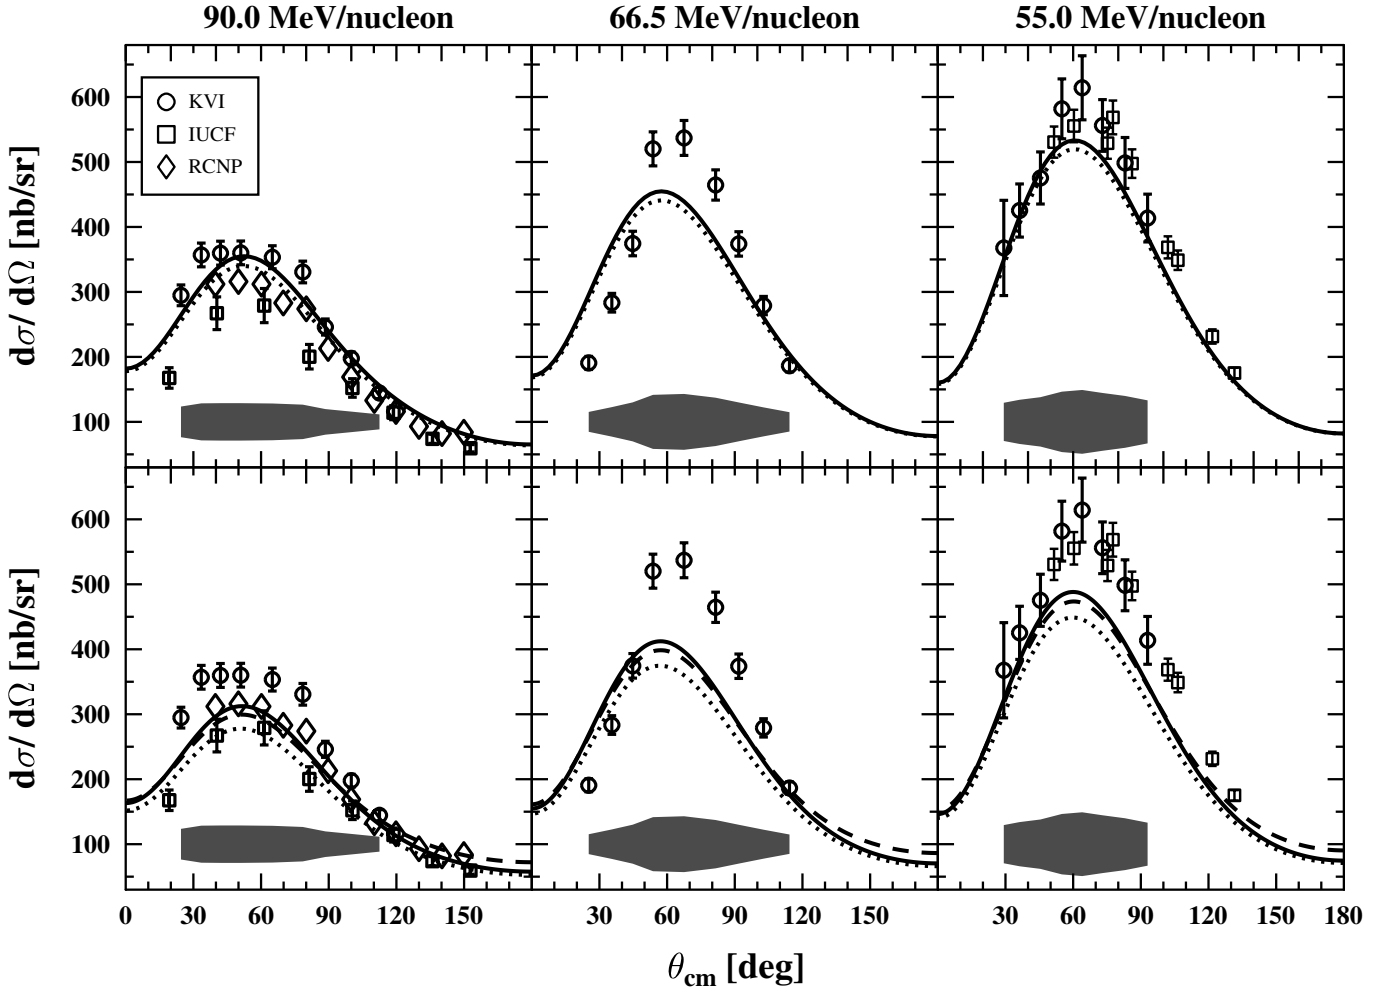 90.0 MeV/nucleon
66.5 MeV/nucleon
55.0 MeV/nucleon
KVI
IUCF
RCNP
600
500
400
300
200
100
dσ/ dΩ [nb/sr]
600
500
400
300
200
100
dσ/ dΩ [nb/sr]
0 30 60 90 120 150
30 60 90 120 150
30 60 90 120 150 180
θcm [deg]